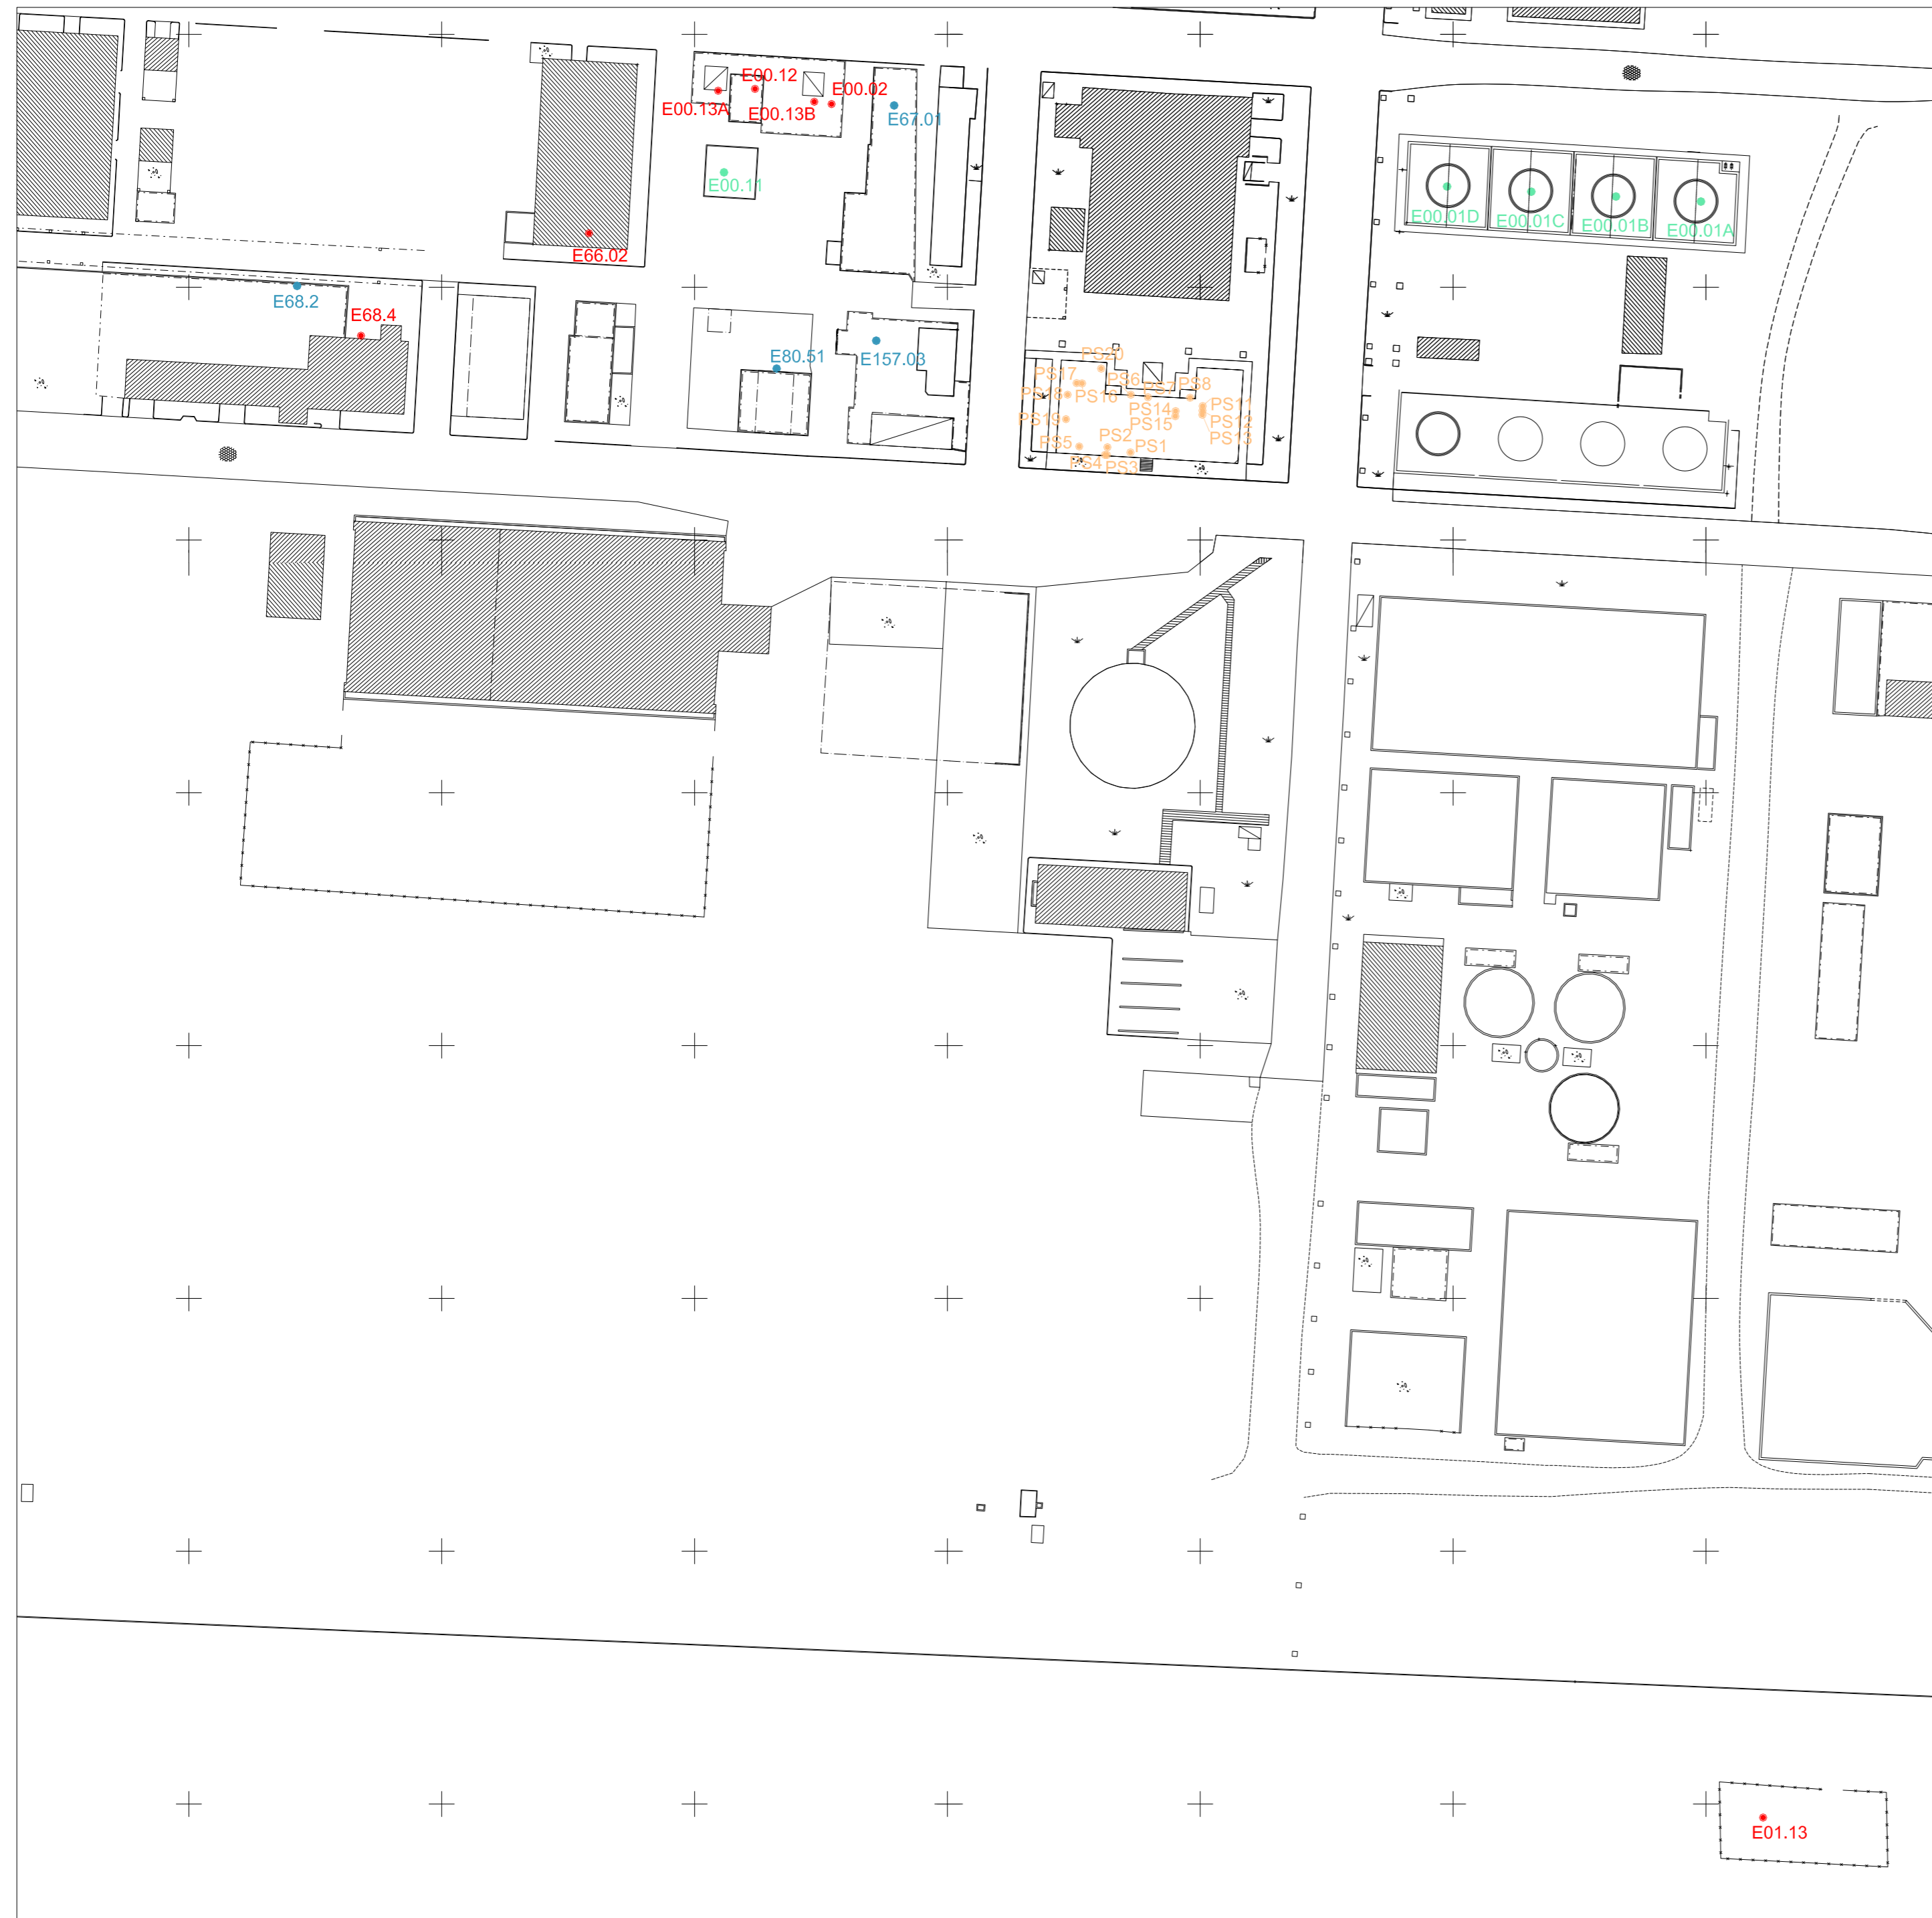 E00.12
E00.02
E00.13A
E00.13B
E67.01
E00.11
E00.01D
E00.01C
E00.01B
E00.01A
E66.02
E68.2
E68.4
E80.51
E157.03
PS20
PS17
PS6
PS7
PS8
PS18
PS16
PS14
PS11
PS15
PS12
PS19
PS13
PS5
PS2
PS1
PS4
PS3
E01.13